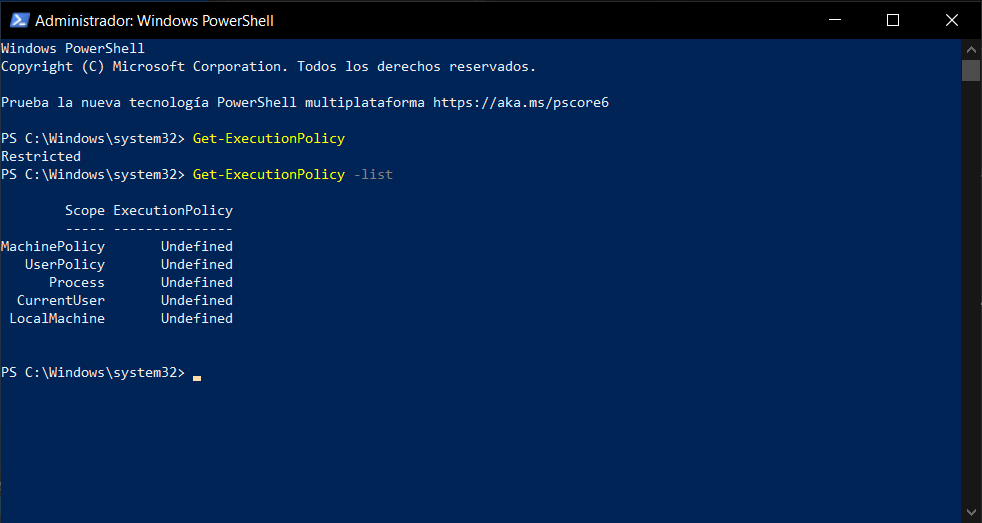 Administrador: Windows PowerShell
Windows PowerShell
Copyright (C) Microsoft Corporation. Todos los derechos reservados.
Prueba la nueva tecnología PowerShell multiplataforma https://aka.ms/pscore6
PS C:\Windows\system32> Get-ExecutionPolicy
Restricted
PS C:\Windows\system32> Get-ExecutionPolicy -list
Scope ExecutionPolicy
----- ---------------
MachinePolicy Undefined
UserPolicy Undefined
Process Undefined
CurrentUser Undefined
LocalMachine Undefined
PS C:\Windows\system32>